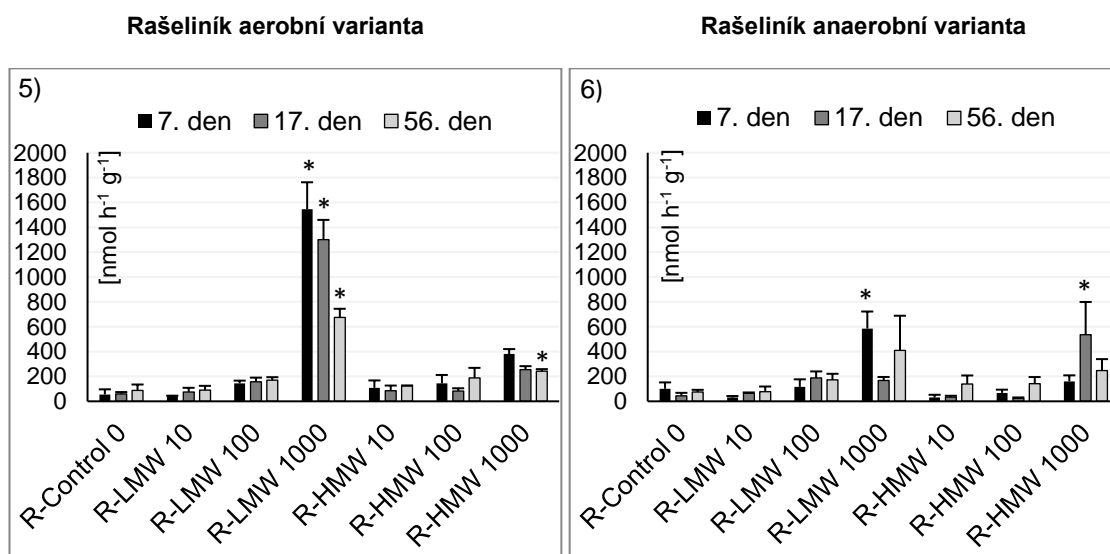 Rašeliník aerobní varianta
5)
7. den 17. den 56. den
2000
1800
1600
1400
1200
1000
800
600
400
200
0
[nmol h⁻¹ g⁻¹]
*
*
*
*
R-Control 0
R-LMW 10
R-LMW 100
R-LMW 1000
R-HMW 10
R-HMW 100
R-HMW 1000
Rašeliník anaerobní varianta
6)
7. den 17. den 56. den
2000
1800
1600
1400
1200
1000
800
600
400
200
0
[nmol h⁻¹ g⁻¹]
*
*
R-Control 0
R-LMW 10
R-LMW 100
R-LMW 1000
R-HMW 10
R-HMW 100
R-HMW 1000